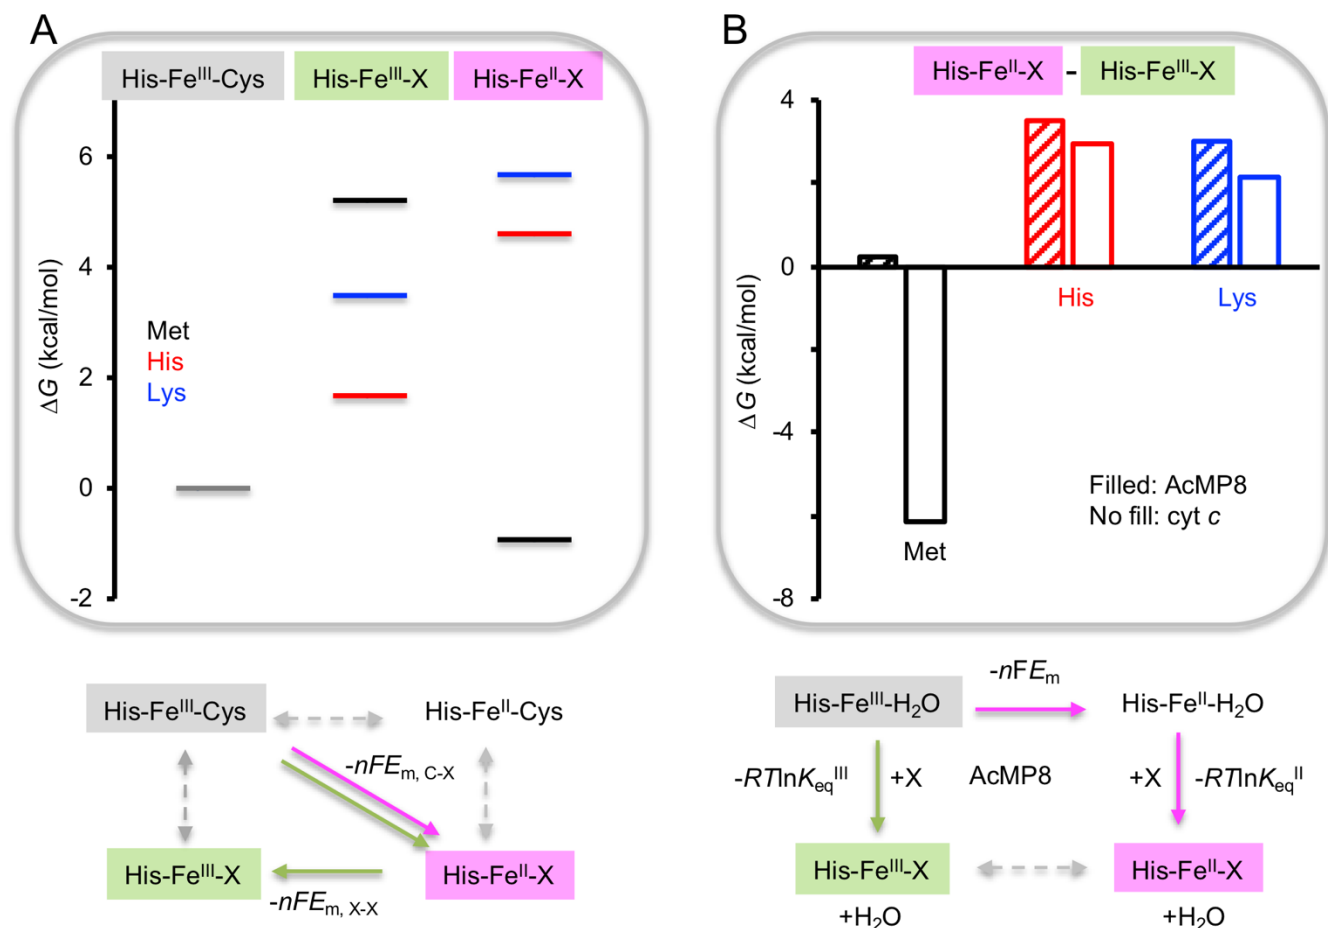 A
His-Feᴵᴵᴵ-Cys His-Feᴵᴵᴵ-X His-Feᴵᴵ-X
6
4
2
0
-2
ΔG (kcal/mol)
Met
His
Lys
B
His-Feᴵᴵ-X - His-Feᴵᴵᴵ-X
4
0
-4
-8
ΔG (kcal/mol)
His
Lys
Met
Filled: AcMP8
No fill: cyt c
His-Feᴵᴵᴵ-Cys His-Feᴵᴵ-Cys
-nFEm, C-X
His-Feᴵᴵᴵ-X His-Feᴵᴵ-X
-nFEm, X-X
-nFEm
His-Feᴵᴵᴵ-H₂O His-Feᴵᴵ-H₂O
-RTlnKeqᴵᴵᴵ +X AcMP8 +X -RTlnKeqᴵᴵ
His-Feᴵᴵᴵ-X His-Feᴵᴵ-X
+H₂O +H₂O